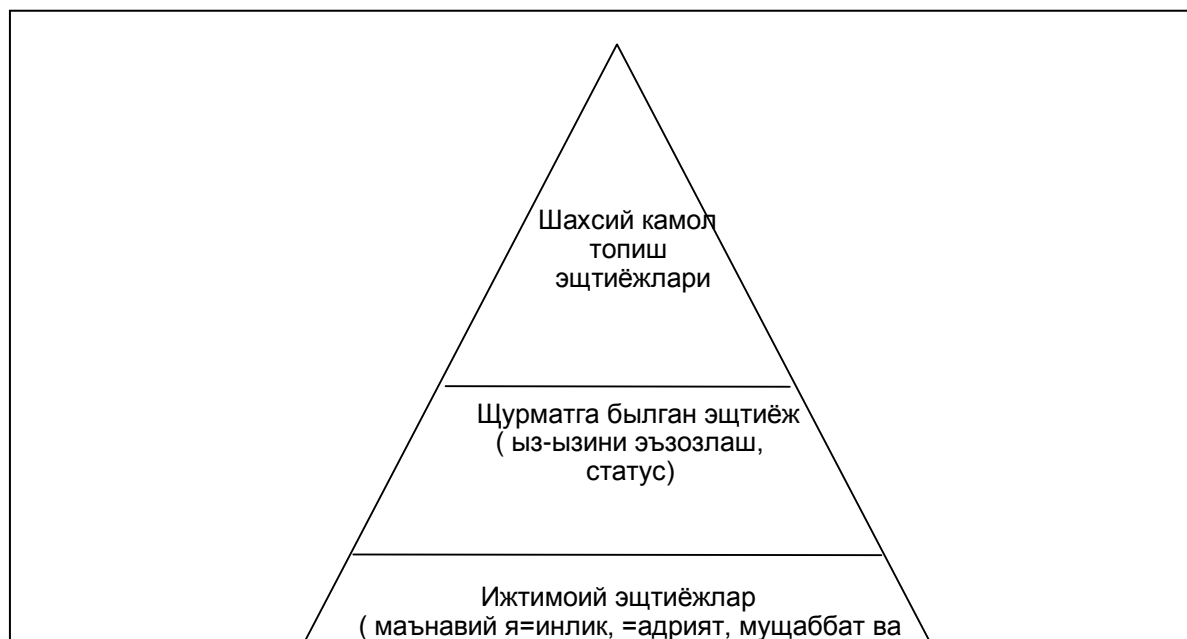 Шахсий камол
топиш
эщтиёжлари
Щурматга былган эщтиёж
( ыз-ызини эъзозлаш,
статус)
Ижтимоий эщтиёжлар
( маънавий я=инлик, =адрият, мущаббат ва